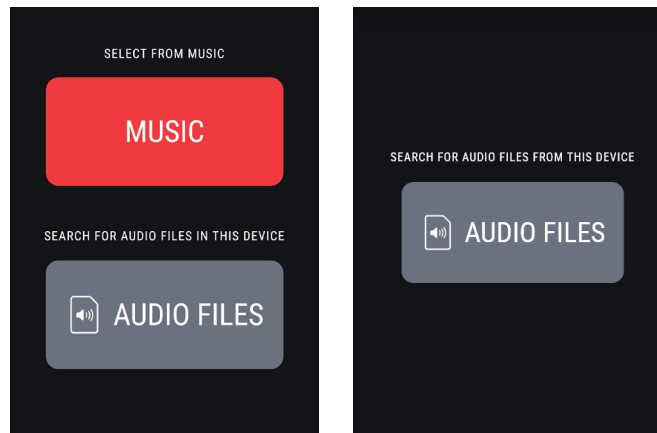 SELECT FROM MUSIC
MUSIC
SEARCH FOR AUDIO FILES IN THIS DEVICE
AUDIO FILES
SEARCH FOR AUDIO FILES FROM THIS DEVICE
AUDIO FILES